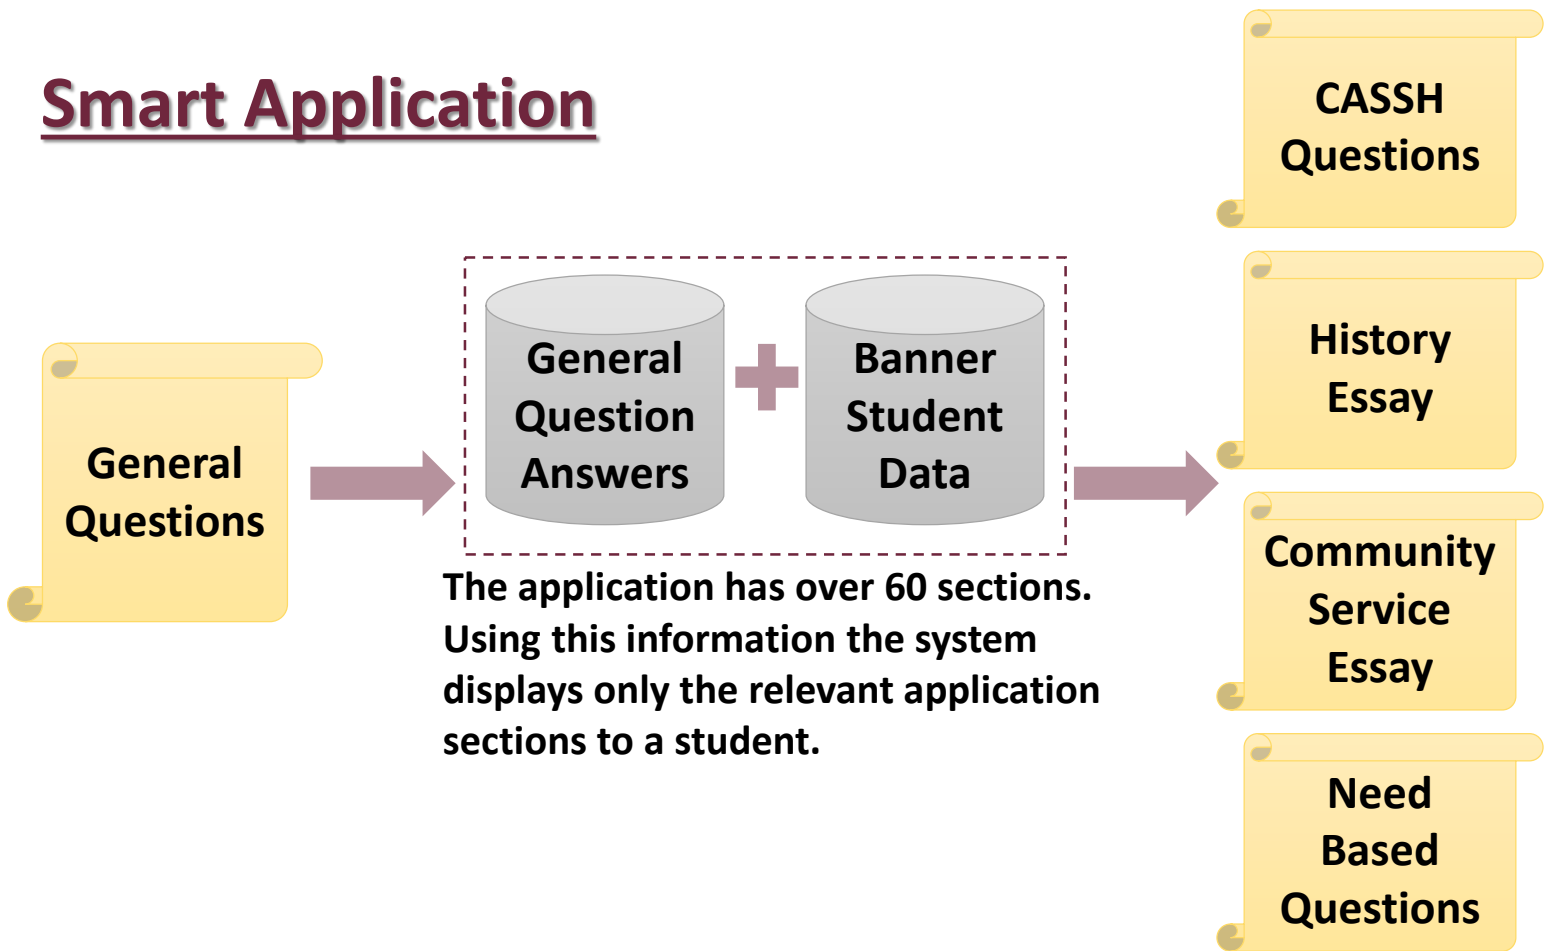 Smart Application
General
Questions
General
Question
Answers
Banner
Student
Data
The application has over 60 sections.
Using this information the system
displays only the relevant application
sections to a student.
CASSH
Questions
History
Essay
Community
Service
Essay
Need
Based
Questions